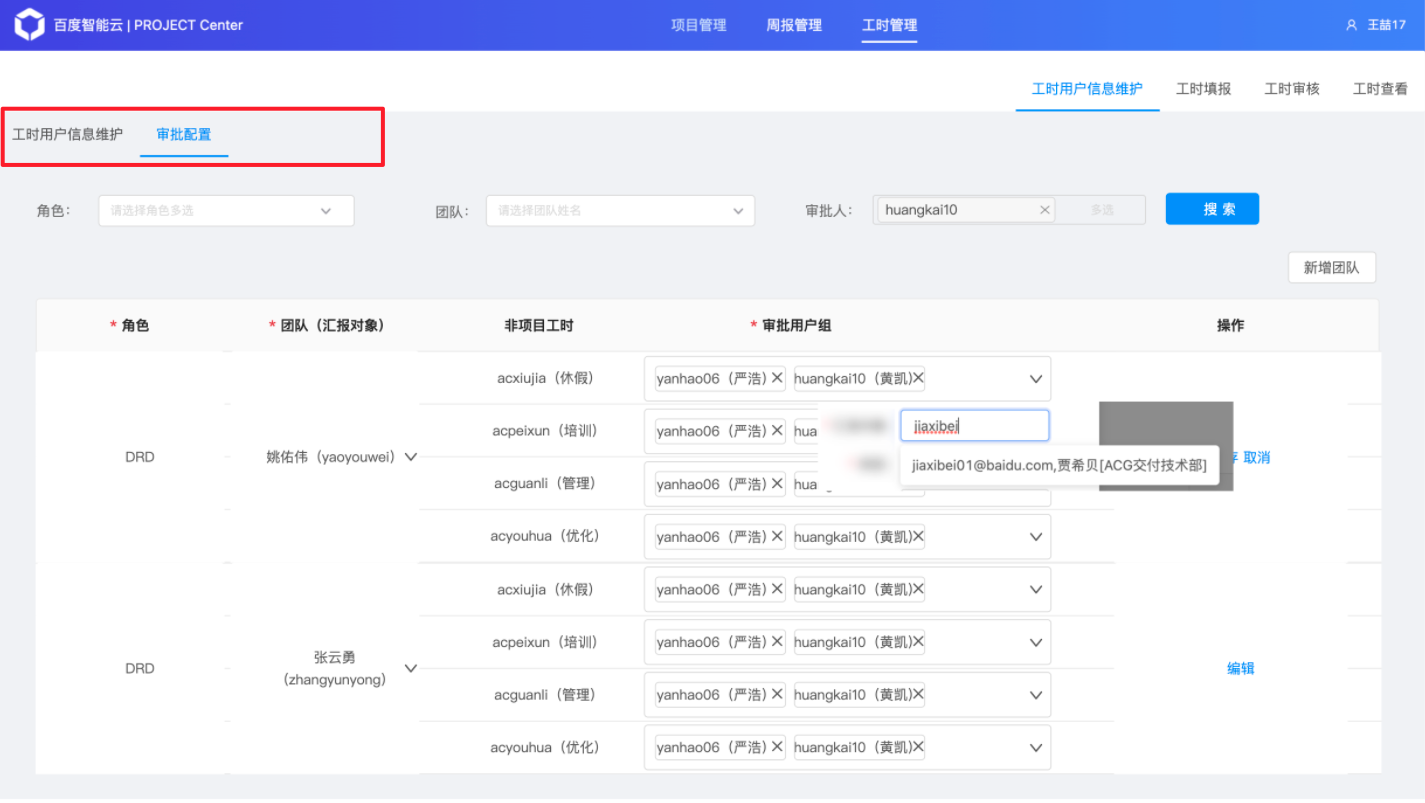 百度智能云 | PROJECT Center 项目管理 周报管理 工时管理 王喆17
工时用户信息维护 工时填报 工时审核 工时查看
工时用户信息维护 审批配置
角色： 请选择角色多选 团队： 请选择团队姓名 审批人： huangkai10 多选 搜 索
新增团队
* 角色 * 团队（汇报对象） 非项目工时 * 审批用户组 操作
acxiujia（休假） yanhao06（严浩） huangkai10（黄凯）
acpeixun（培训） yanhao06（严浩） hua jiaxibei
DRD 姚佑伟（yaoyouwei） 取消
jiaxibei01@baidu.com,贾希贝[ACG交付技术部]
acguanli（管理） yanhao06（严浩） hua
acyouhua（优化） yanhao06（严浩） huangkai10（黄凯）
acxiujia（休假） yanhao06（严浩） huangkai10（黄凯）
acpeixun（培训） yanhao06（严浩） huangkai10（黄凯）
DRD 张云勇 编辑
(zhangyunyong)
acguanli（管理） yanhao06（严浩） huangkai10（黄凯）
acyouhua（优化） yanhao06（严浩） huangkai10（黄凯）